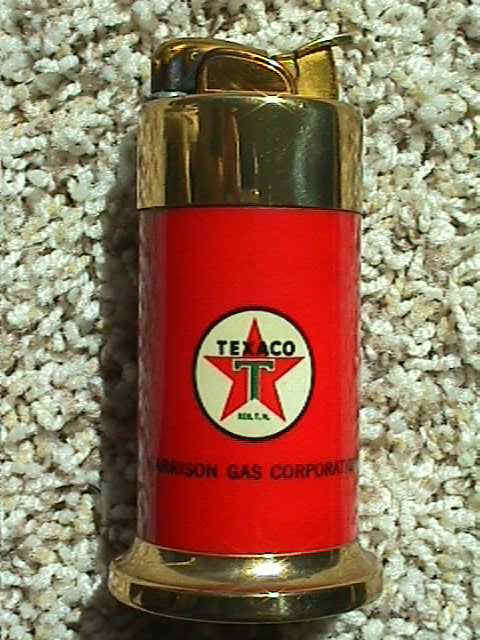 TEXACO
T
REG. T.M.
ARRISON GAS CORPORATI